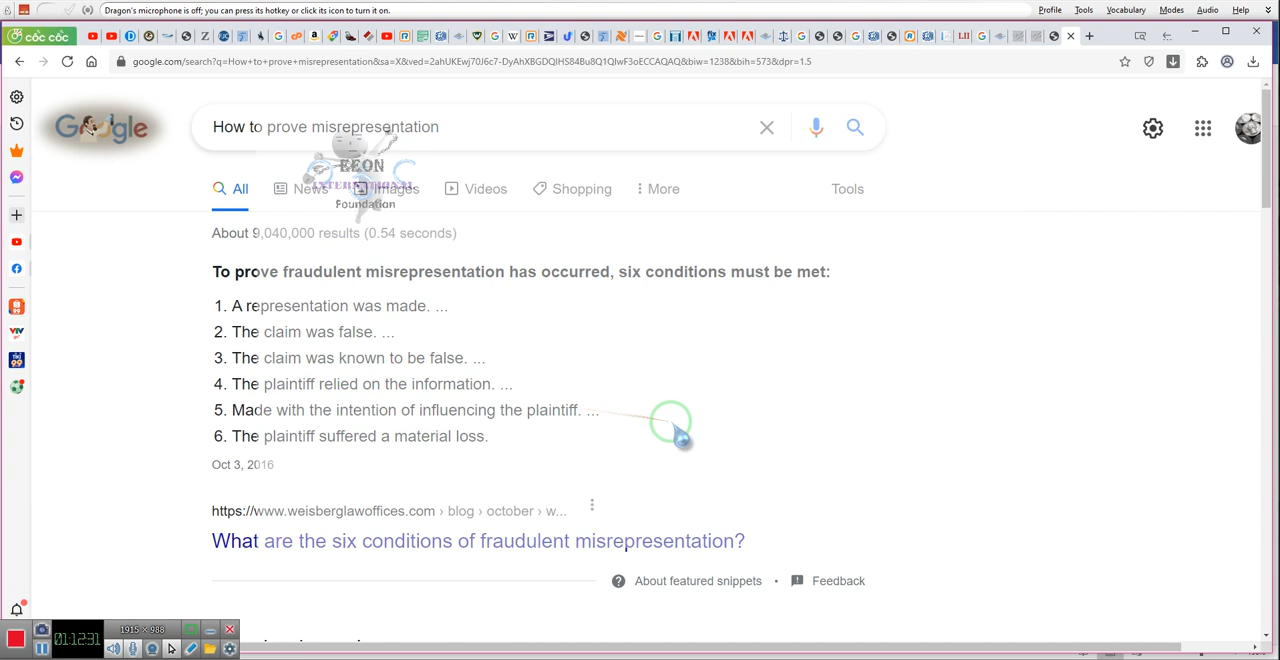 Dragon's microphone is off; you can press its hotkey or click its icon to turn it on.
Profile Tools Vocabulary Modes Audio Help
CỐC CỐC
google.com/search?q=How+to+prove+misrepresentation&sa=X&ved=2ahUKEwj70J6c7-DyAhXBGDQIHS84Bu8Q1QIwF3oECCAQAQ&biw=1238&bih=573&dpr=1.5
Google
How to prove misrepresentation
EEON
INTERNATIONAL
Foundation
All News Images Videos Shopping More Tools
About 9,040,000 results (0.54 seconds)
To prove fraudulent misrepresentation has occurred, six conditions must be met:
1. A representation was made. ...
2. The claim was false. ...
3. The claim was known to be false. ...
4. The plaintiff relied on the information. ...
5. Made with the intention of influencing the plaintiff. ...
6. The plaintiff suffered a material loss.
Oct 3, 2016
https://www.weisberglawoffices.com › blog › october › w...
What are the six conditions of fraudulent misrepresentation?
About featured snippets • Feedback
1915 x 988
01:12:31